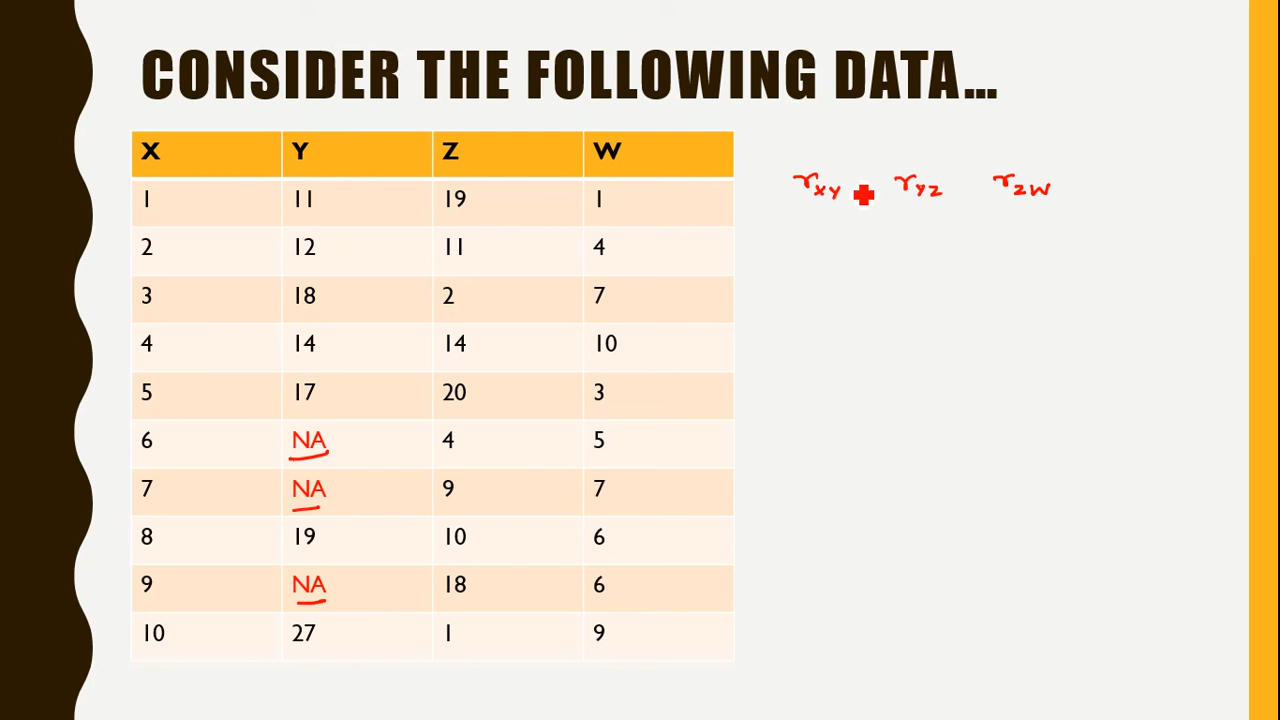 CONSIDER THE FOLLOWING DATA...
X Y Z W
1 11 19 1
2 12 11 4
3 18 2 7
4 14 14 10
5 17 20 3
6 NA 4 5
7 NA 9 7
8 19 10 6
9 NA 18 6
10 27 1 9
rXY rYZ rZW